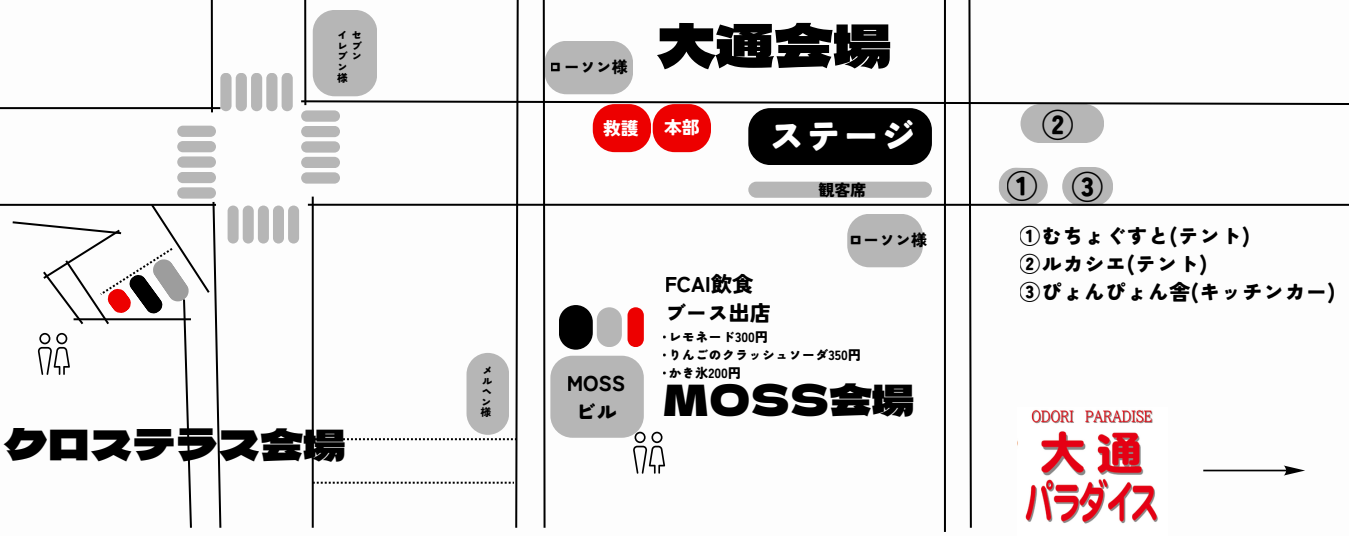 セブン
イレブン様
ローソン様
大通会場
救護
本部
ステージ
観客席
②
①
③
ローソン様
①むちょぐすと(テント)
②ルカシエ(テント)
③ぴょんぴょん舎(キッチンカー)
FCAI飲食
ブース出店
・レモネード300円
・りんごのクラッシュソーダ350円
・かき氷200円
MOSS
ビル
MOSS会場
メルヘン様
クロステラス会場
ODORI PARADISE
大通
パラダイス